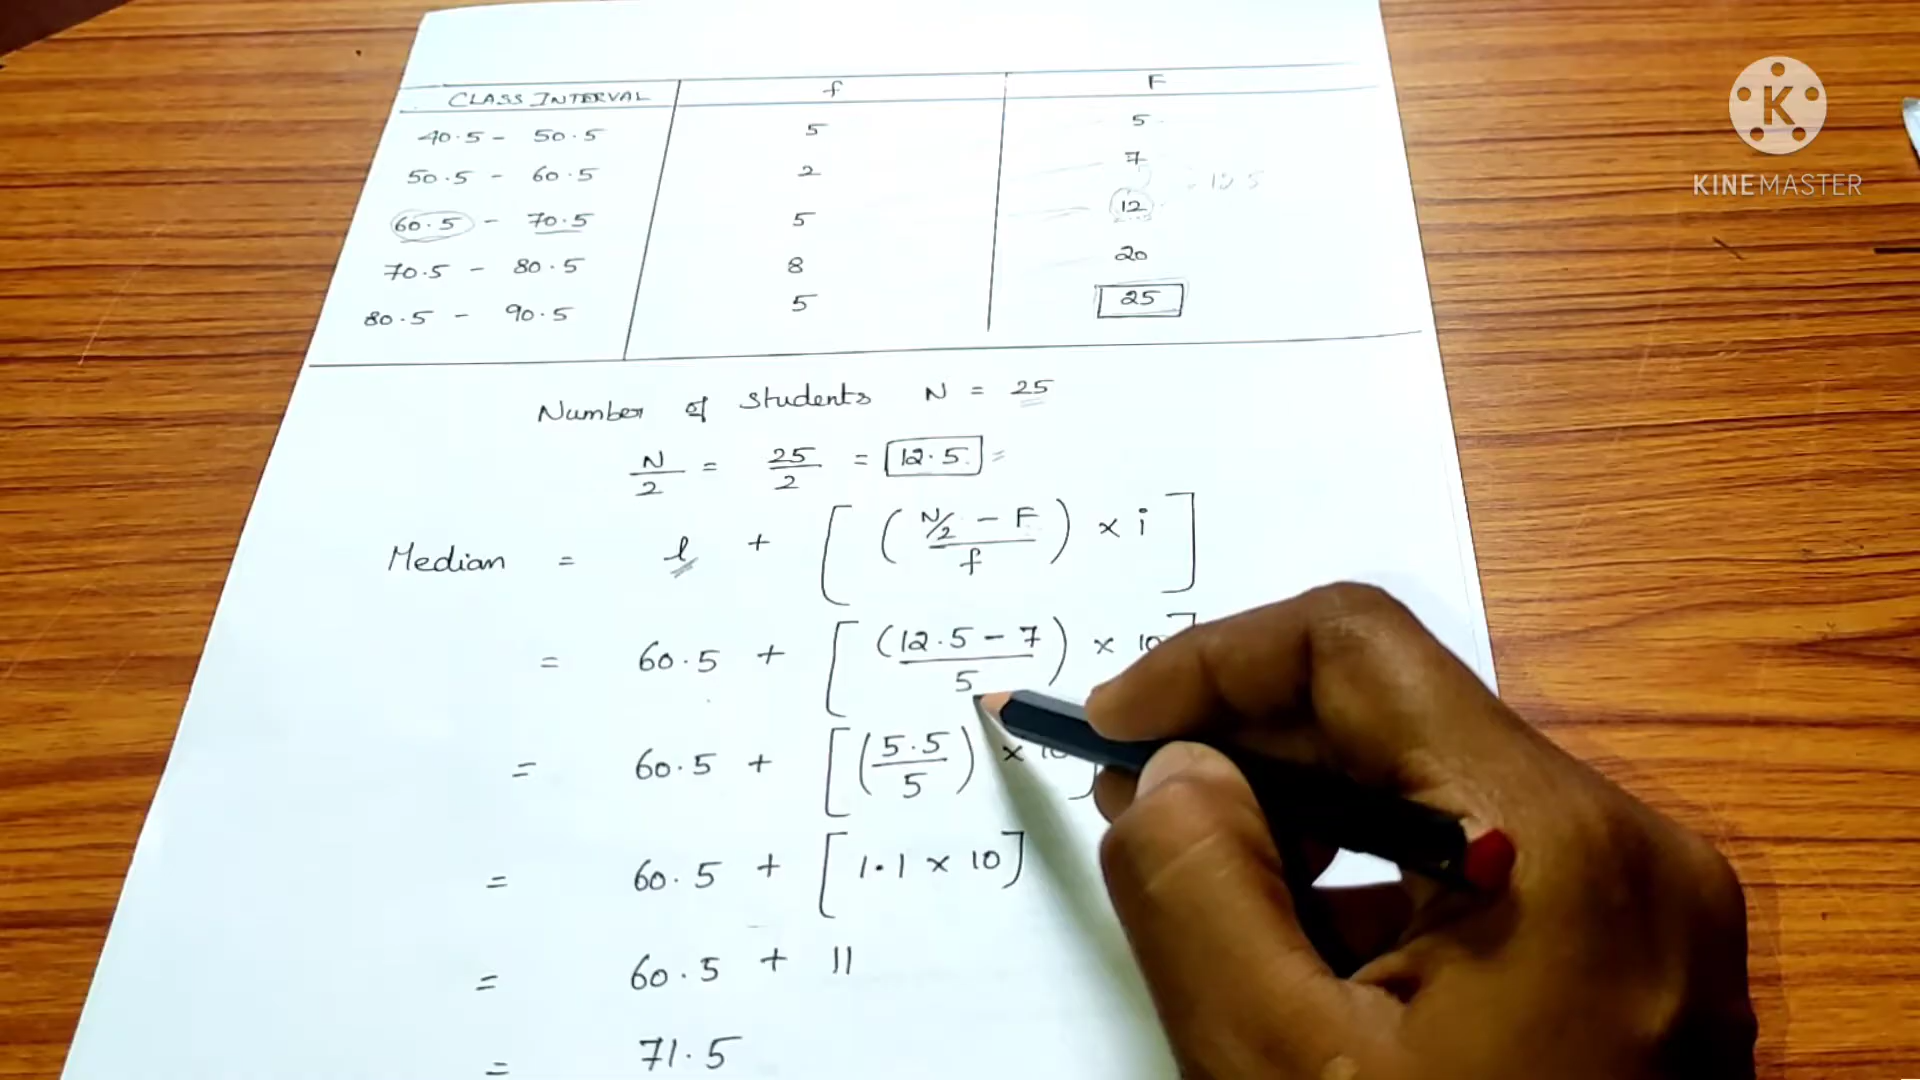 CLASS INTERVAL f F
40.5 - 50.5 5 5
50.5 - 60.5 2 7
60.5 - 70.5 5 12
70.5 - 80.5 8 20
80.5 - 90.5 5 25
KINEMASTER
Number of students N = 25
N/2 = 25/2 = 12.5
Median = l + [ ( N/2 - F / f ) × i ]
= 60.5 + [ (12.5 - 7) / 5 × 10 ]
= 60.5 + [ ( 5.5 / 5 ) × 10 ]
= 60.5 + [ 1.1 × 10 ]
= 60.5 + 11
= 71.5